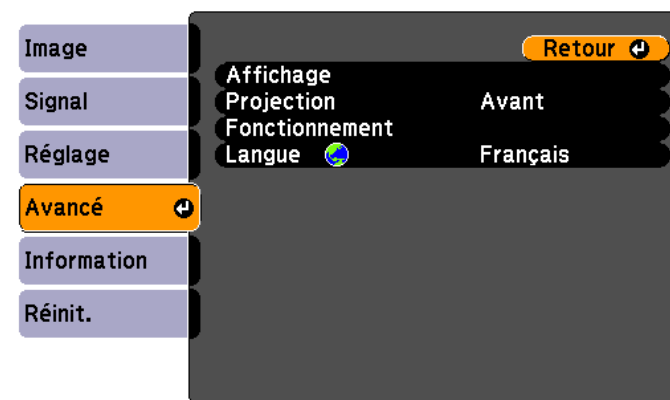 Image
Signal
Réglage
Avancé
Information
Réinit.
Retour
Affichage
Projection Avant
Fonctionnement
Langue Français